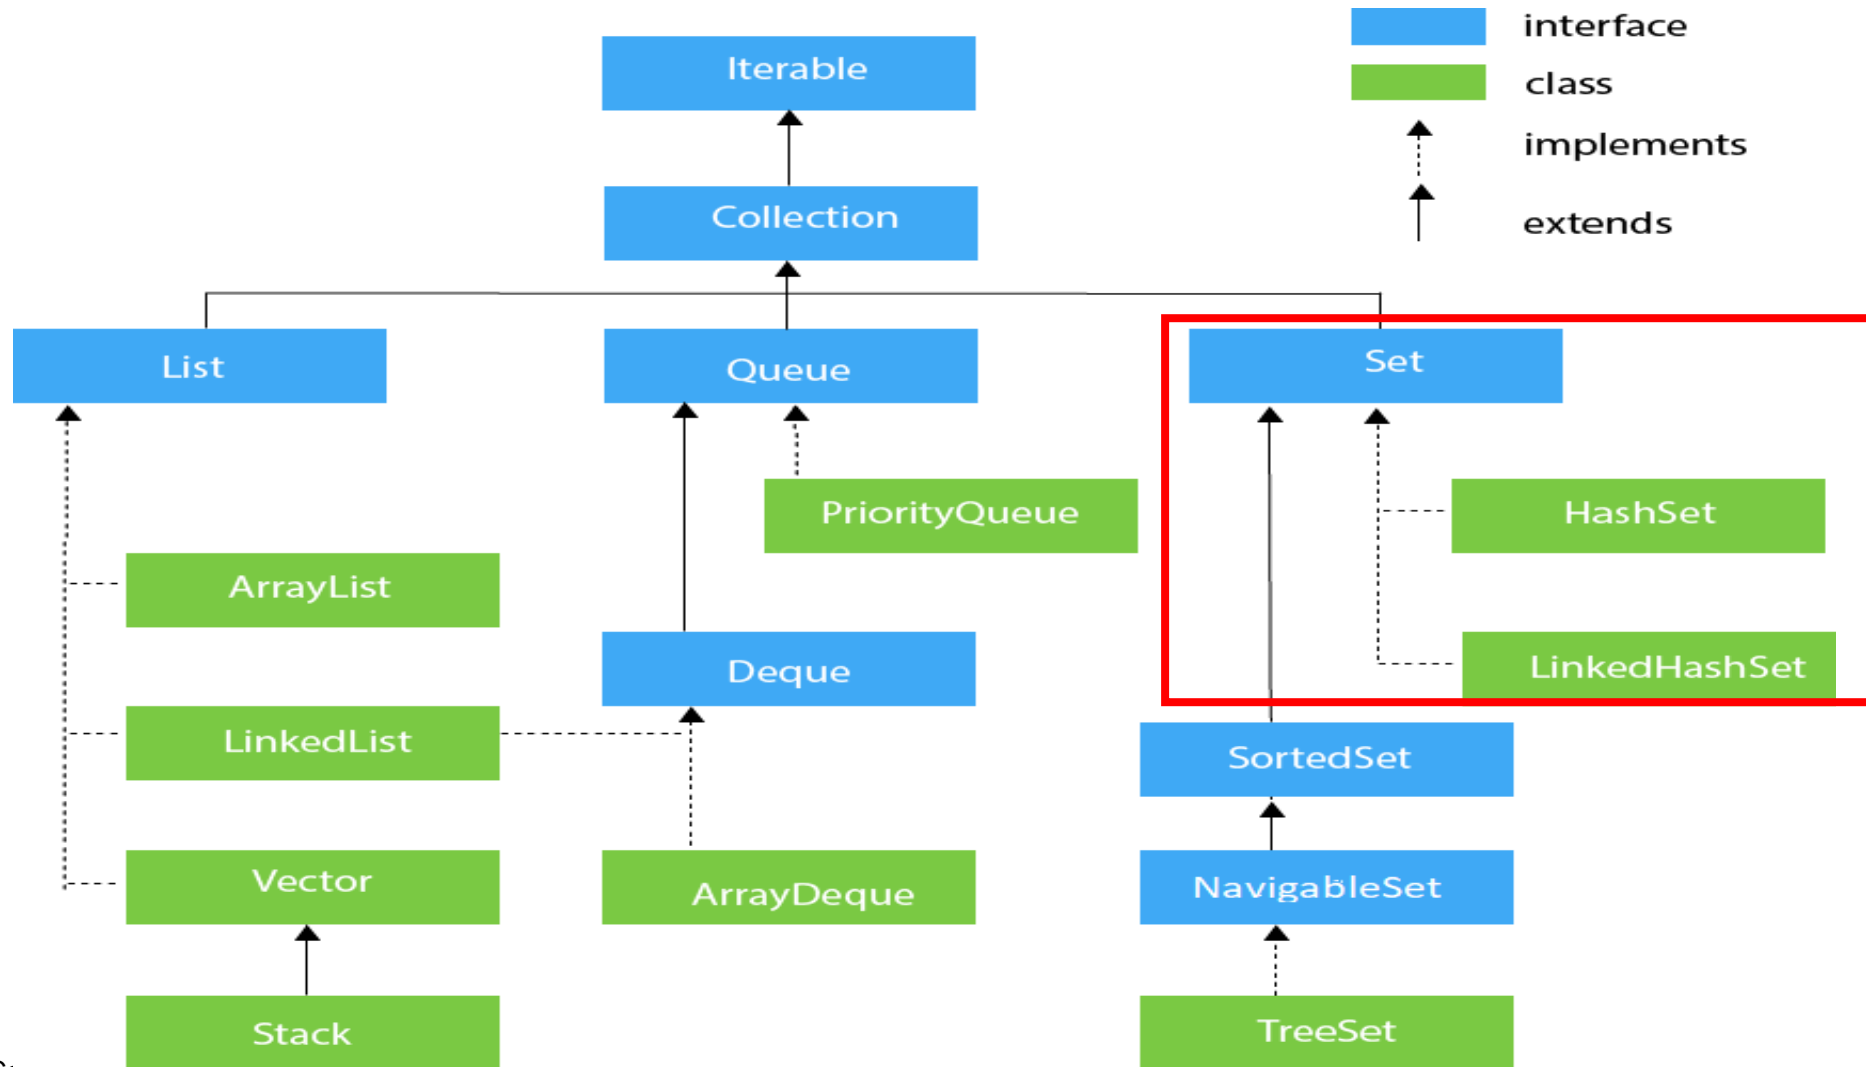 interface
Iterable
class
implements
Collection
extends
List
Queue
Set
PriorityQueue
HashSet
ArrayList
Deque
LinkedHashSet
LinkedList
SortedSet
Vector
ArrayDeque
NavigableSet
Stack
TreeSet